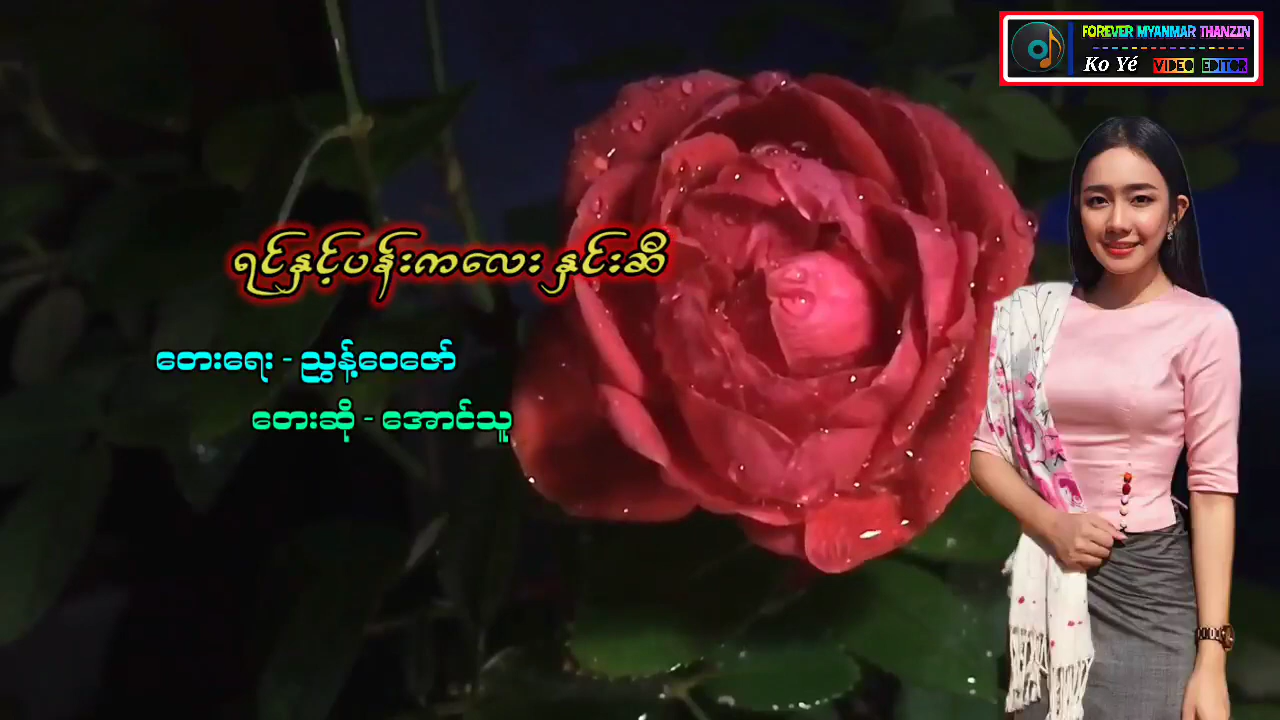 FOREVER MYANMAR THANZIN
Ko Yé VIDEO EDITOR
ရင်နှင့်ပန်းကလေး နှင်းဆီ
တေးရေး - ညွန့်ဝေဇော်
တေးဆို - အောင်သူ